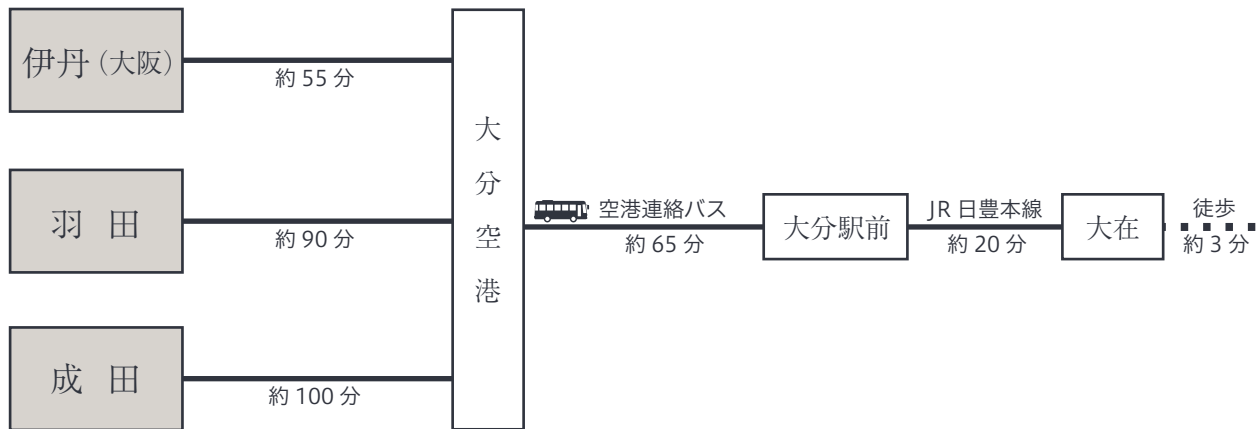 伊丹（大阪）
約 55 分
羽 田
約 90 分
成 田
約 100 分
大分空港
空港連絡バス
約 65 分
大分駅前
JR 日豊本線
約 20 分
大在
徒歩
約 3 分